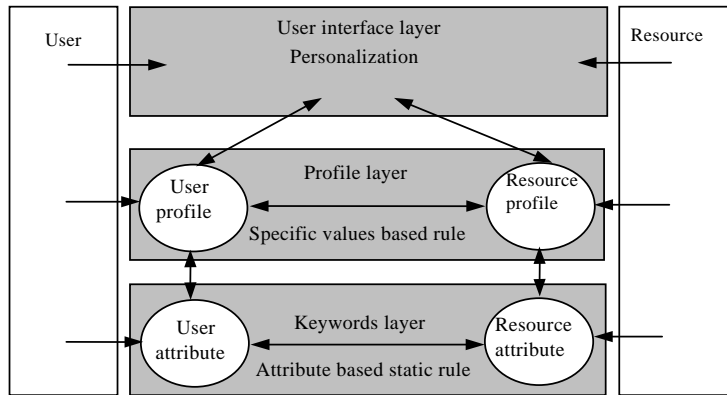 User interface layer
User
Resource
Personalization
User
profile
Profile layer
Resource
profile
Specific values based rule
User
attribute
Keywords layer
Resource
attribute
Attribute based static rule